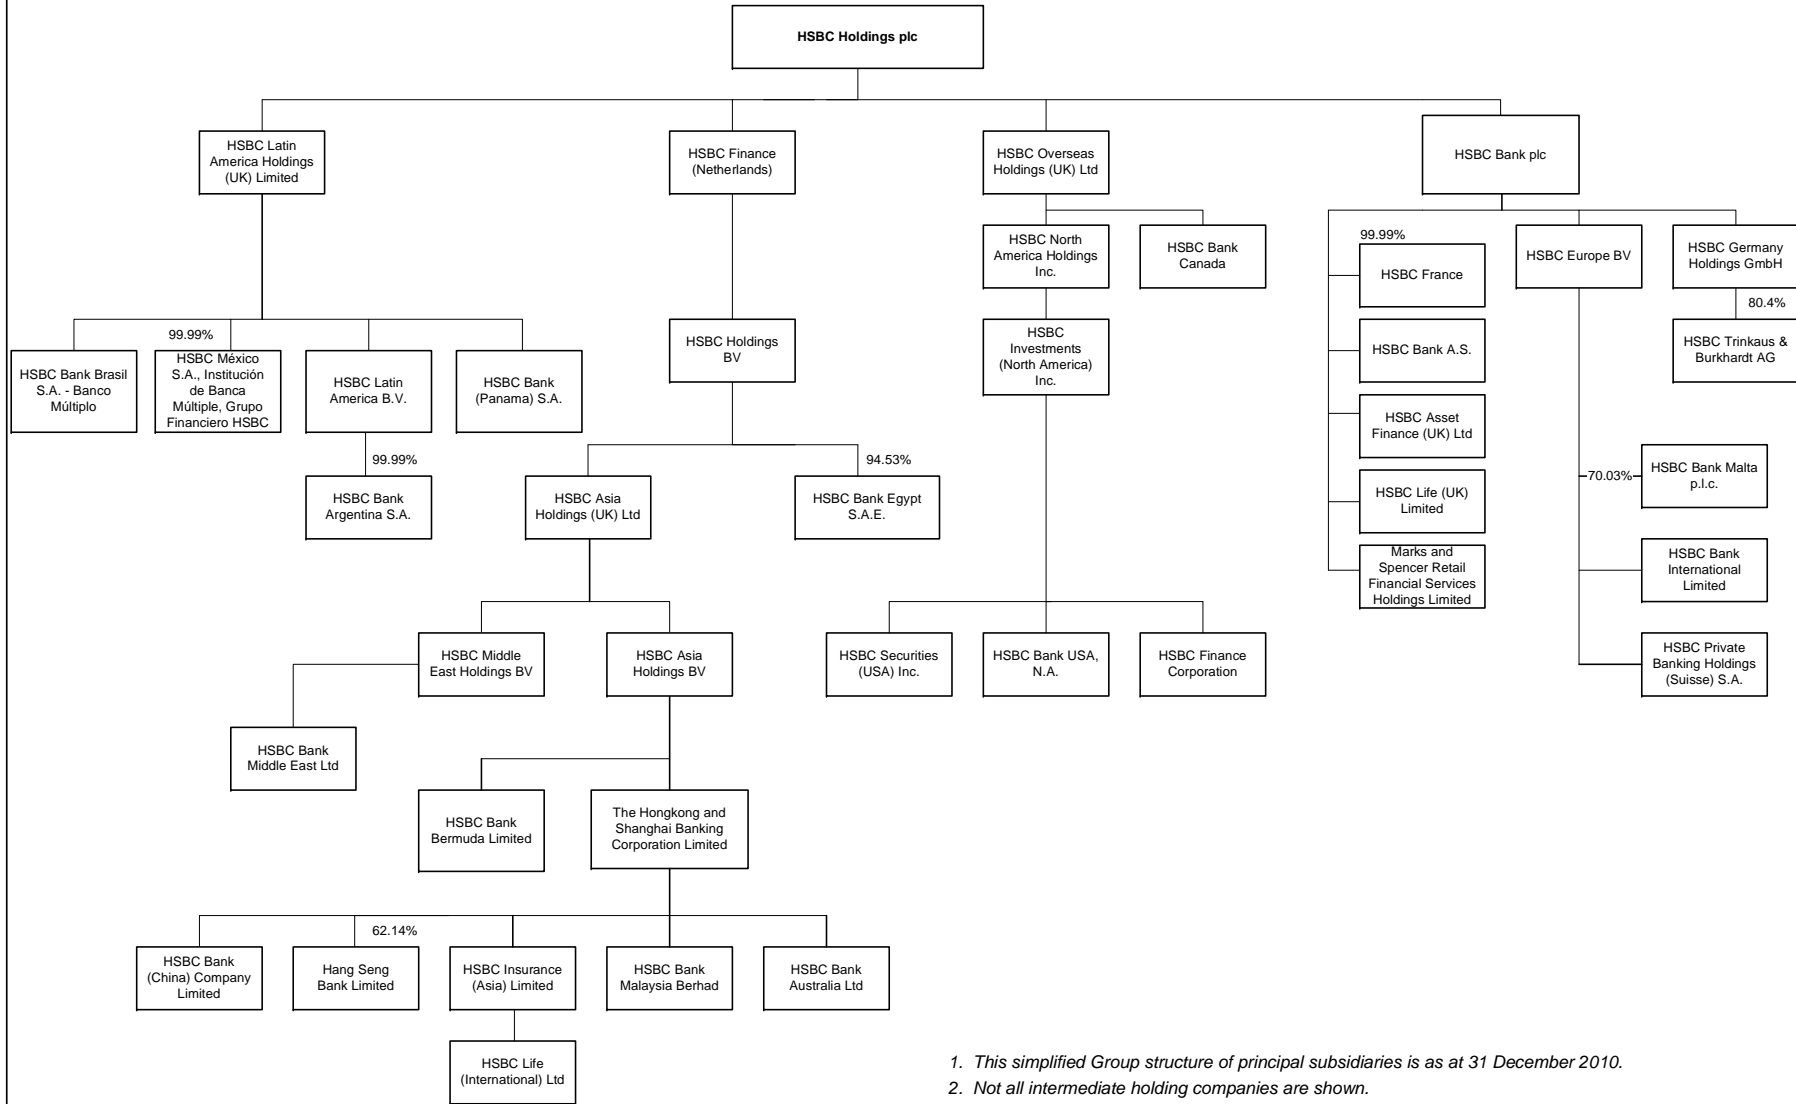 HSBC Holdings plc
HSBC Latin
America Holdings
(UK) Limited
HSBC Finance
(Netherlands)
HSBC Overseas
Holdings (UK) Ltd
HSBC Bank plc
HSBC North
America Holdings
Inc.
HSBC Bank
Canada
99.99%
HSBC France
HSBC Europe BV
HSBC Germany
Holdings GmbH
80.4%
HSBC Trinkaus &
Burkhardt AG
99.99%
HSBC Bank Brasil
S.A. - Banco
Múltiplo
HSBC México
S.A., Institución
de Banca
Múltiple, Grupo
Financiero HSBC
HSBC Latin
America B.V.
HSBC Bank
(Panama) S.A.
HSBC Holdings
BV
HSBC
Investments
(North America)
Inc.
HSBC Bank A.S.
HSBC Asset
Finance (UK) Ltd
99.99%
HSBC Bank
Argentina S.A.
94.53%
HSBC Asia
Holdings (UK) Ltd
HSBC Bank Egypt
S.A.E.
HSBC Life (UK)
Limited
70.03%
HSBC Bank Malta
p.l.c.
Marks and
Spencer Retail
Financial Services
Holdings Limited
HSBC Bank
International
Limited
HSBC Middle
East Holdings BV
HSBC Asia
Holdings BV
HSBC Securities
(USA) Inc.
HSBC Bank USA,
N.A.
HSBC Finance
Corporation
HSBC Private
Banking Holdings
(Suisse) S.A.
HSBC Bank
Middle East Ltd
HSBC Bank
Bermuda Limited
The Hongkong and
Shanghai Banking
Corporation Limited
62.14%
HSBC Bank
(China) Company
Limited
Hang Seng
Bank Limited
HSBC Insurance
(Asia) Limited
HSBC Bank
Malaysia Berhad
HSBC Bank
Australia Ltd
HSBC Life
(International) Ltd
1. This simplified Group structure of principal subsidiaries is as at 31 December 2010.
2. Not all intermediate holding companies are shown.